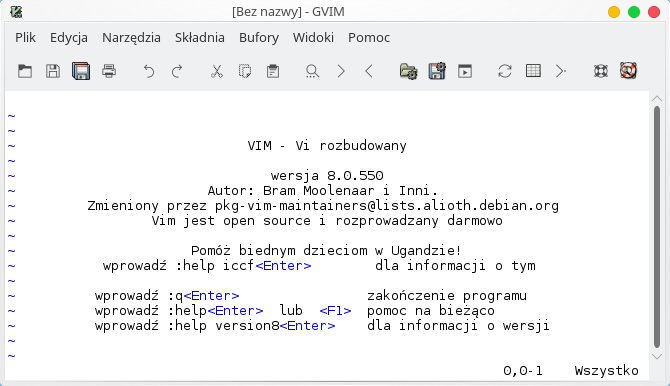 [Bez nazwy] - GVIM
Plik Edycja Narzędzia Składnia Bufory Widoki Pomoc
~
~
~ VIM - Vi rozbudowany
~
~ wersja 8.0.550
~ Autor: Bram Moolenaar i Inni.
~ Zmieniony przez pkg-vim-maintainers@lists.alioth.debian.org
~ Vim jest open source i rozprowadzany darmowo
~
~ Pomóż biednym dzieciom w Ugandzie!
~ wprowadź :help iccf<Enter> dla informacji o tym
~
~ wprowadź :q<Enter> zakończenie programu
~ wprowadź :help<Enter> lub <F1> pomoc na bieżąco
~ wprowadź :help version8<Enter> dla informacji o wersji
~
~
0,0-1 Wszystko